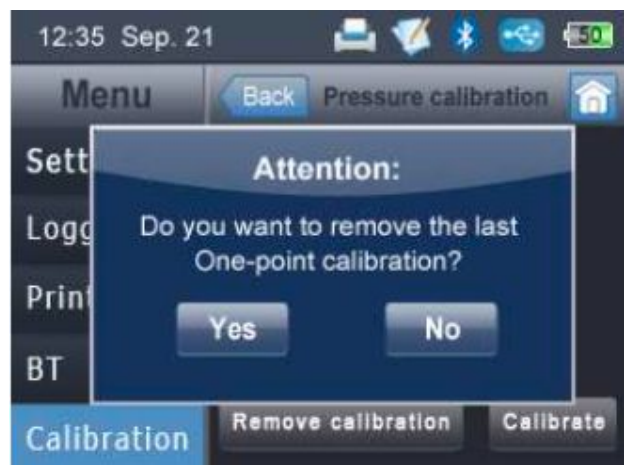 12:35 Sep. 21
50
Menu
Back
Pressure calibration
Sett
Attention:
Logg
Do you want to remove the last
One-point calibration?
Print
Yes
No
BT
Calibration
Remove calibration
Calibrate